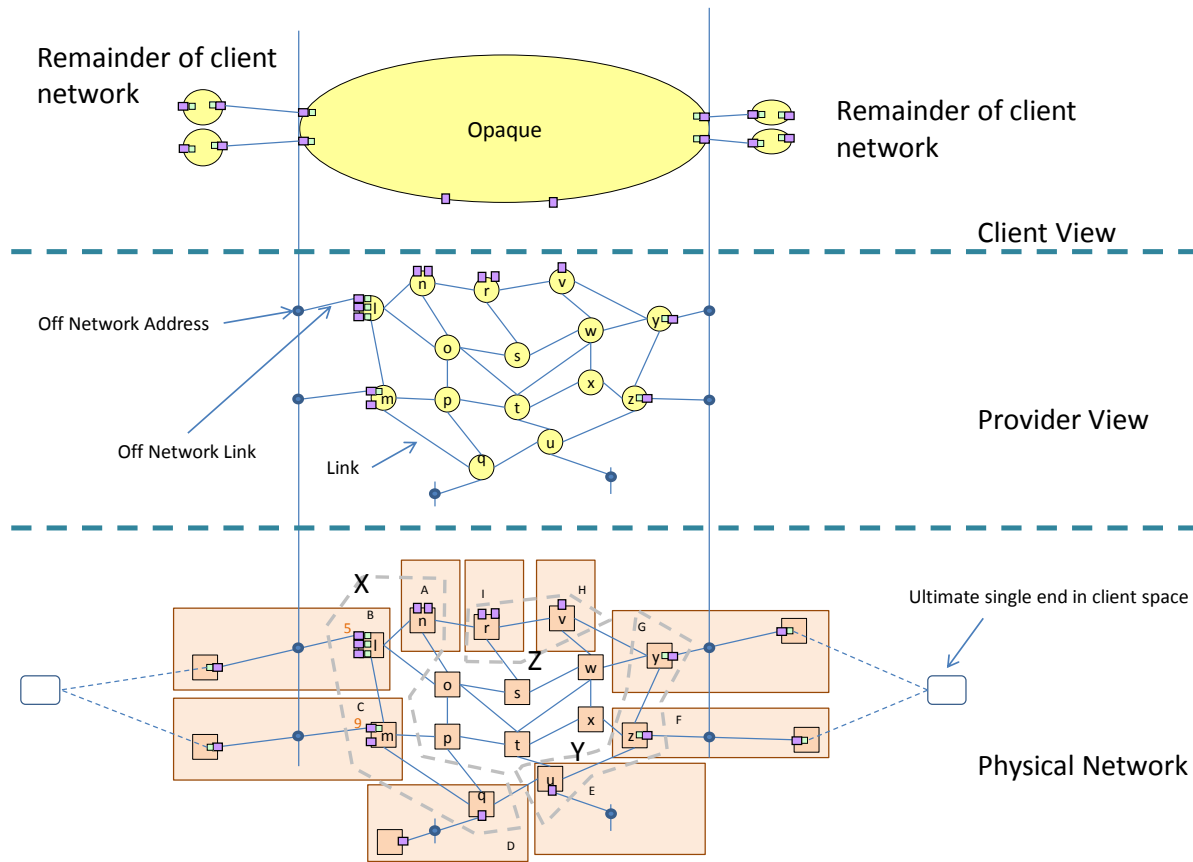 Remainder of client
network
Opaque
Remainder of client
network
Client View
n
r
v
l
y
Off Network Address
w
o
s
x
m
p
t
z
Provider View
Off Network Link
Link
u
q
X
A
I
H
Ultimate single end in client space
n
r
v
B
5
G
l
y
Z
w
o
s
C
9
F
x
m
p
t
z
Y
Physical Network
u
E
q
D